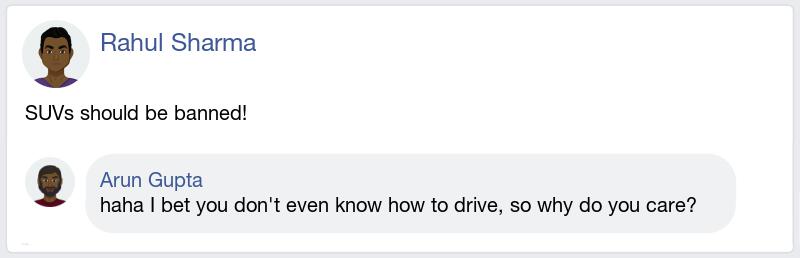 Rahul Sharma
SUVs should be banned!
Arun Gupta
haha I bet you don't even know how to drive, so why do you care?